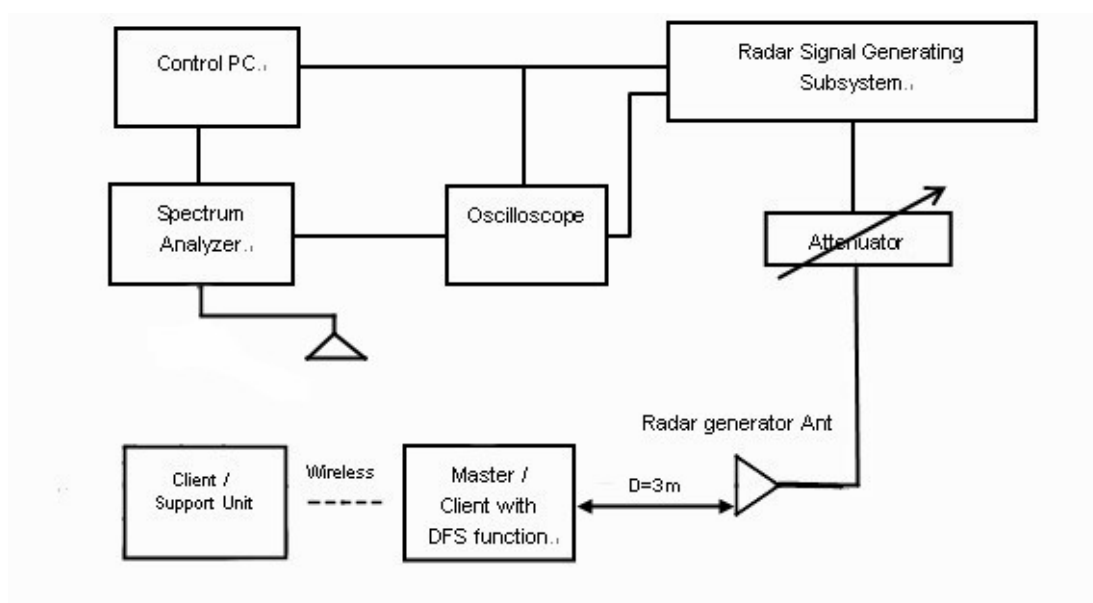 Control PC.
Radar Signal Generating
Subsystem.
Spectrum
Analyzer.
Oscilloscope
Attenuator
Radar generator Ant
Client /
Support Unit
Wireless
Master /
Client with
DFS function.
D=3m